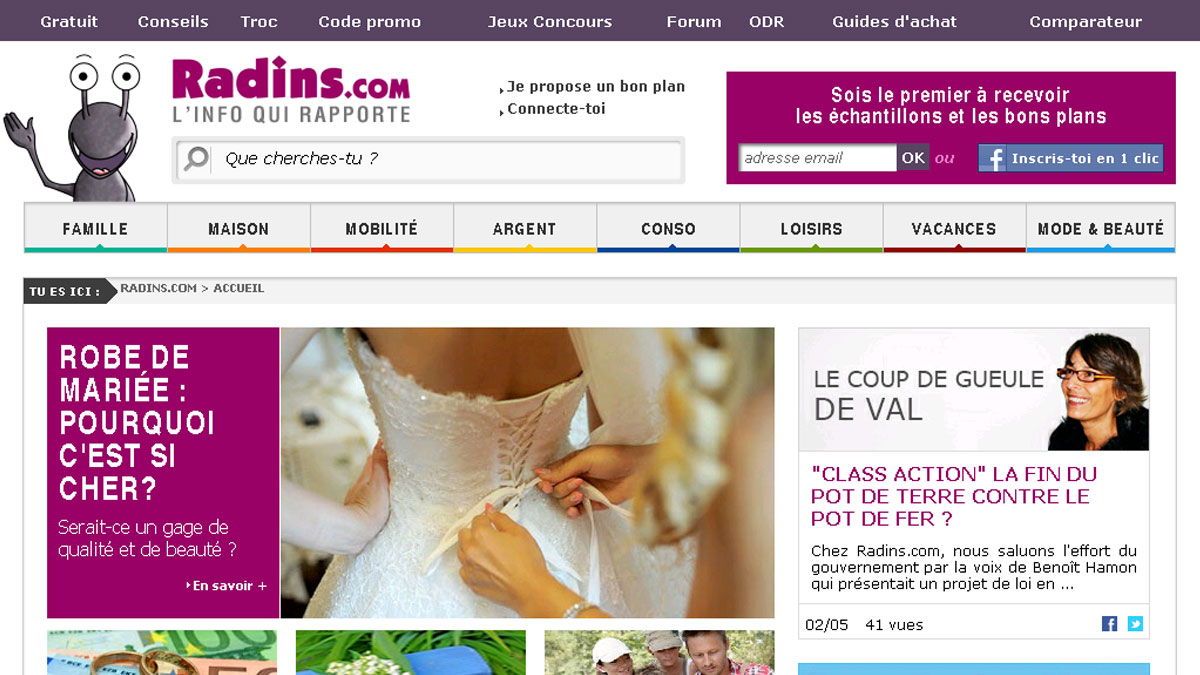 Gratuit Conseils Troc Code promo Jeux Concours Forum ODR Guides d'achat Comparateur
Radins.com
L'INFO QUI RAPPORTE
Je propose un bon plan
Connecte-toi
Que cherches-tu ?
Sois le premier à recevoir
les échantillons et les bons plans
adresse email OK ou f Inscris-toi en 1 clic
FAMILLE MAISON MOBILITÉ ARGENT CONSO LOISIRS VACANCES MODE & BEAUTÉ
TU ES ICI : RADINS.COM > ACCUEIL
ROBE DE
MARIÉE :
POURQUOI
C'EST SI
CHER?
Serait-ce un gage de
qualité et de beauté ?
En savoir +
LE COUP DE GUEULE
DE VAL
"CLASS ACTION" LA FIN DU
POT DE TERRE CONTRE LE
POT DE FER ?
Chez Radins.com, nous saluons l'effort du
gouvernement par la voix de Benoît Hamon
qui présentait un projet de loi en ...
02/05 41 vues